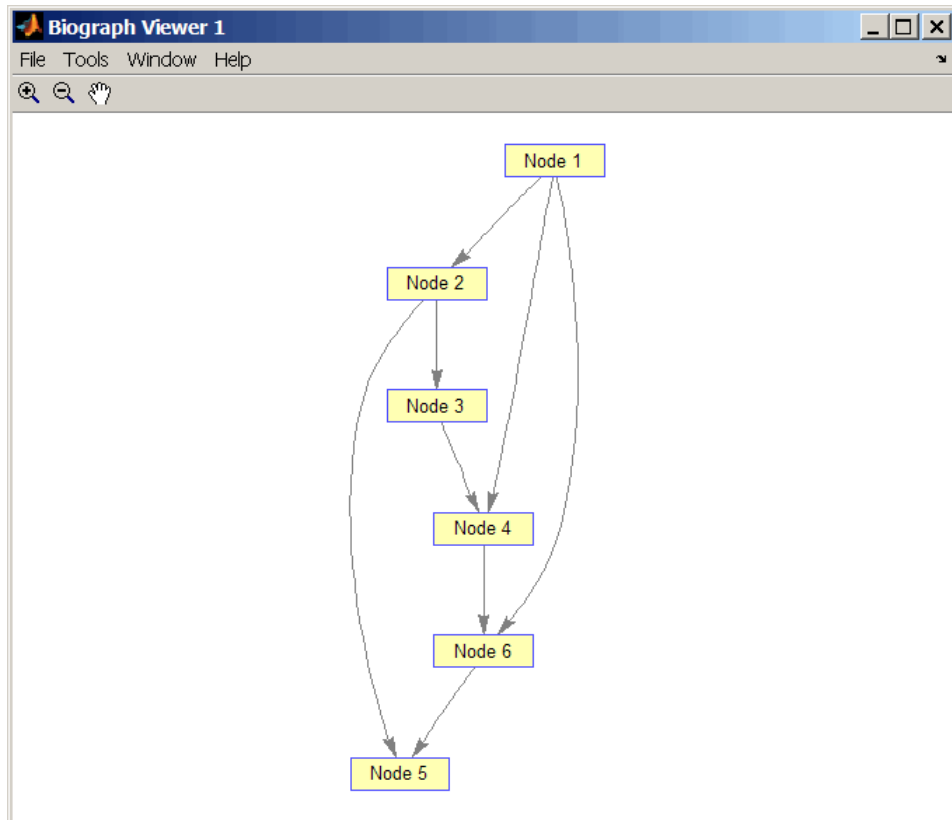 Biograph Viewer 1
File Tools Window Help
Node 1
Node 2
Node 3
Node 4
Node 6
Node 5